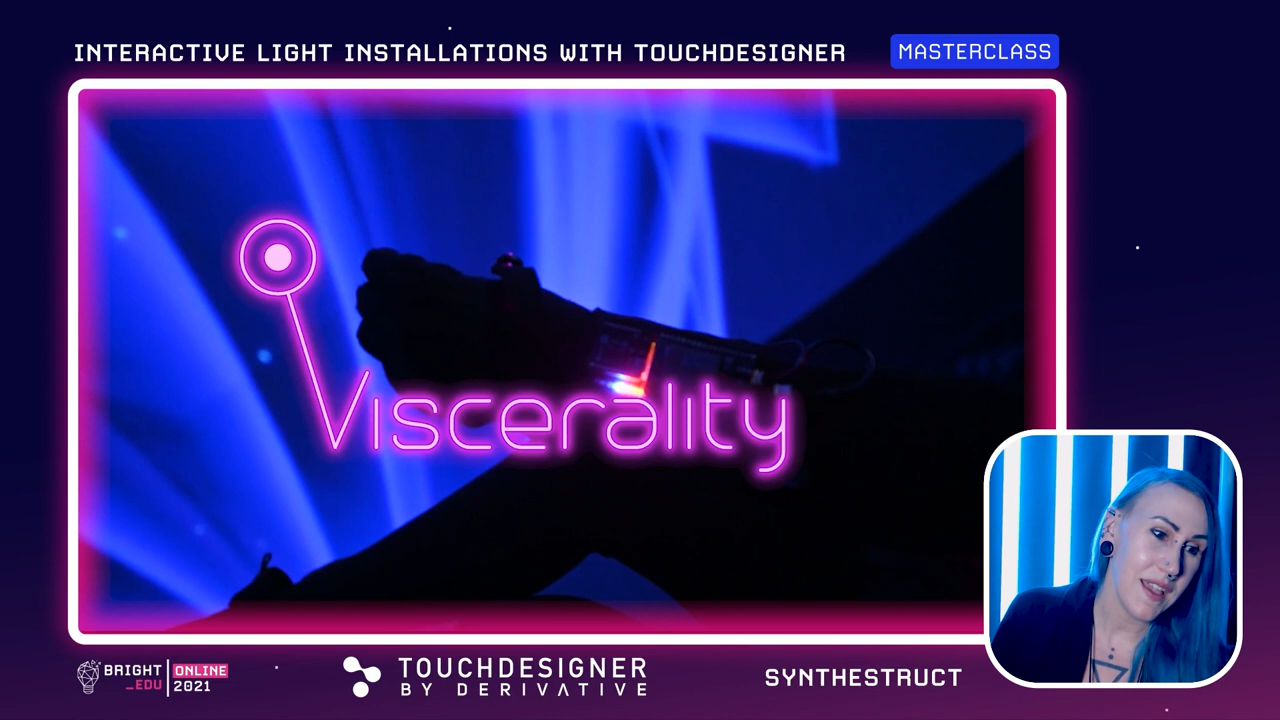 INTERACTIVE LIGHT INSTALLATIONS WITH TOUCHDESIGNER
MASTERCLASS
Viscerality
BRIGHT
_EDU
ONLINE
2021
TOUCHDESIGNER
BY DERIVATIVE
SYNTHESTRUCT